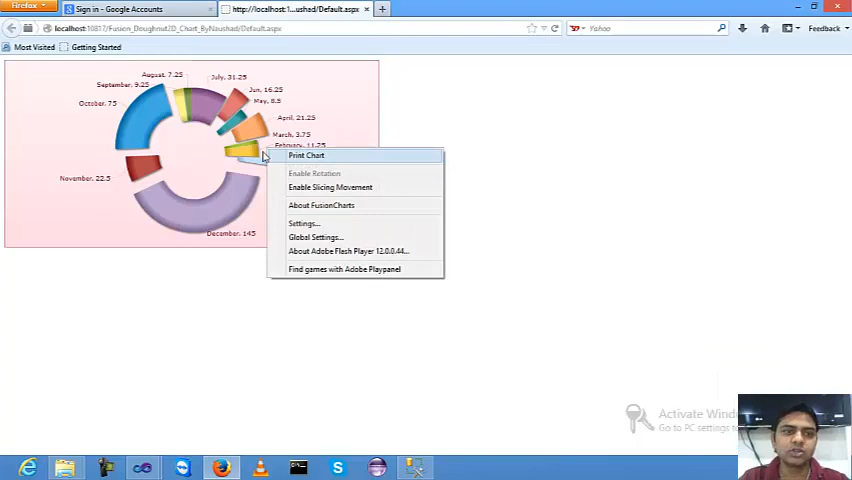 Firefox
Sign in - Google Accounts
http://localhost:1...ushad/Default.aspx
localhost:10817/Fusion_Doughnut2D_Chart_ByNaushad/Default.aspx
Yahoo
Feedback
Most Visited
Getting Started
August, 7.25
July, 31.25
September, 9.25
Jun, 16.25
May, 8.5
October, 75
April, 21.25
March, 3.75
February, 11.25
November, 22.5
December, 145
Print Chart
Enable Rotation
Enable Slicing Movement
About FusionCharts
Settings...
Global Settings...
About Adobe Flash Player 12.0.0.44...
Find games with Adobe Playpanel
Activate Wind
Go to PC settings to